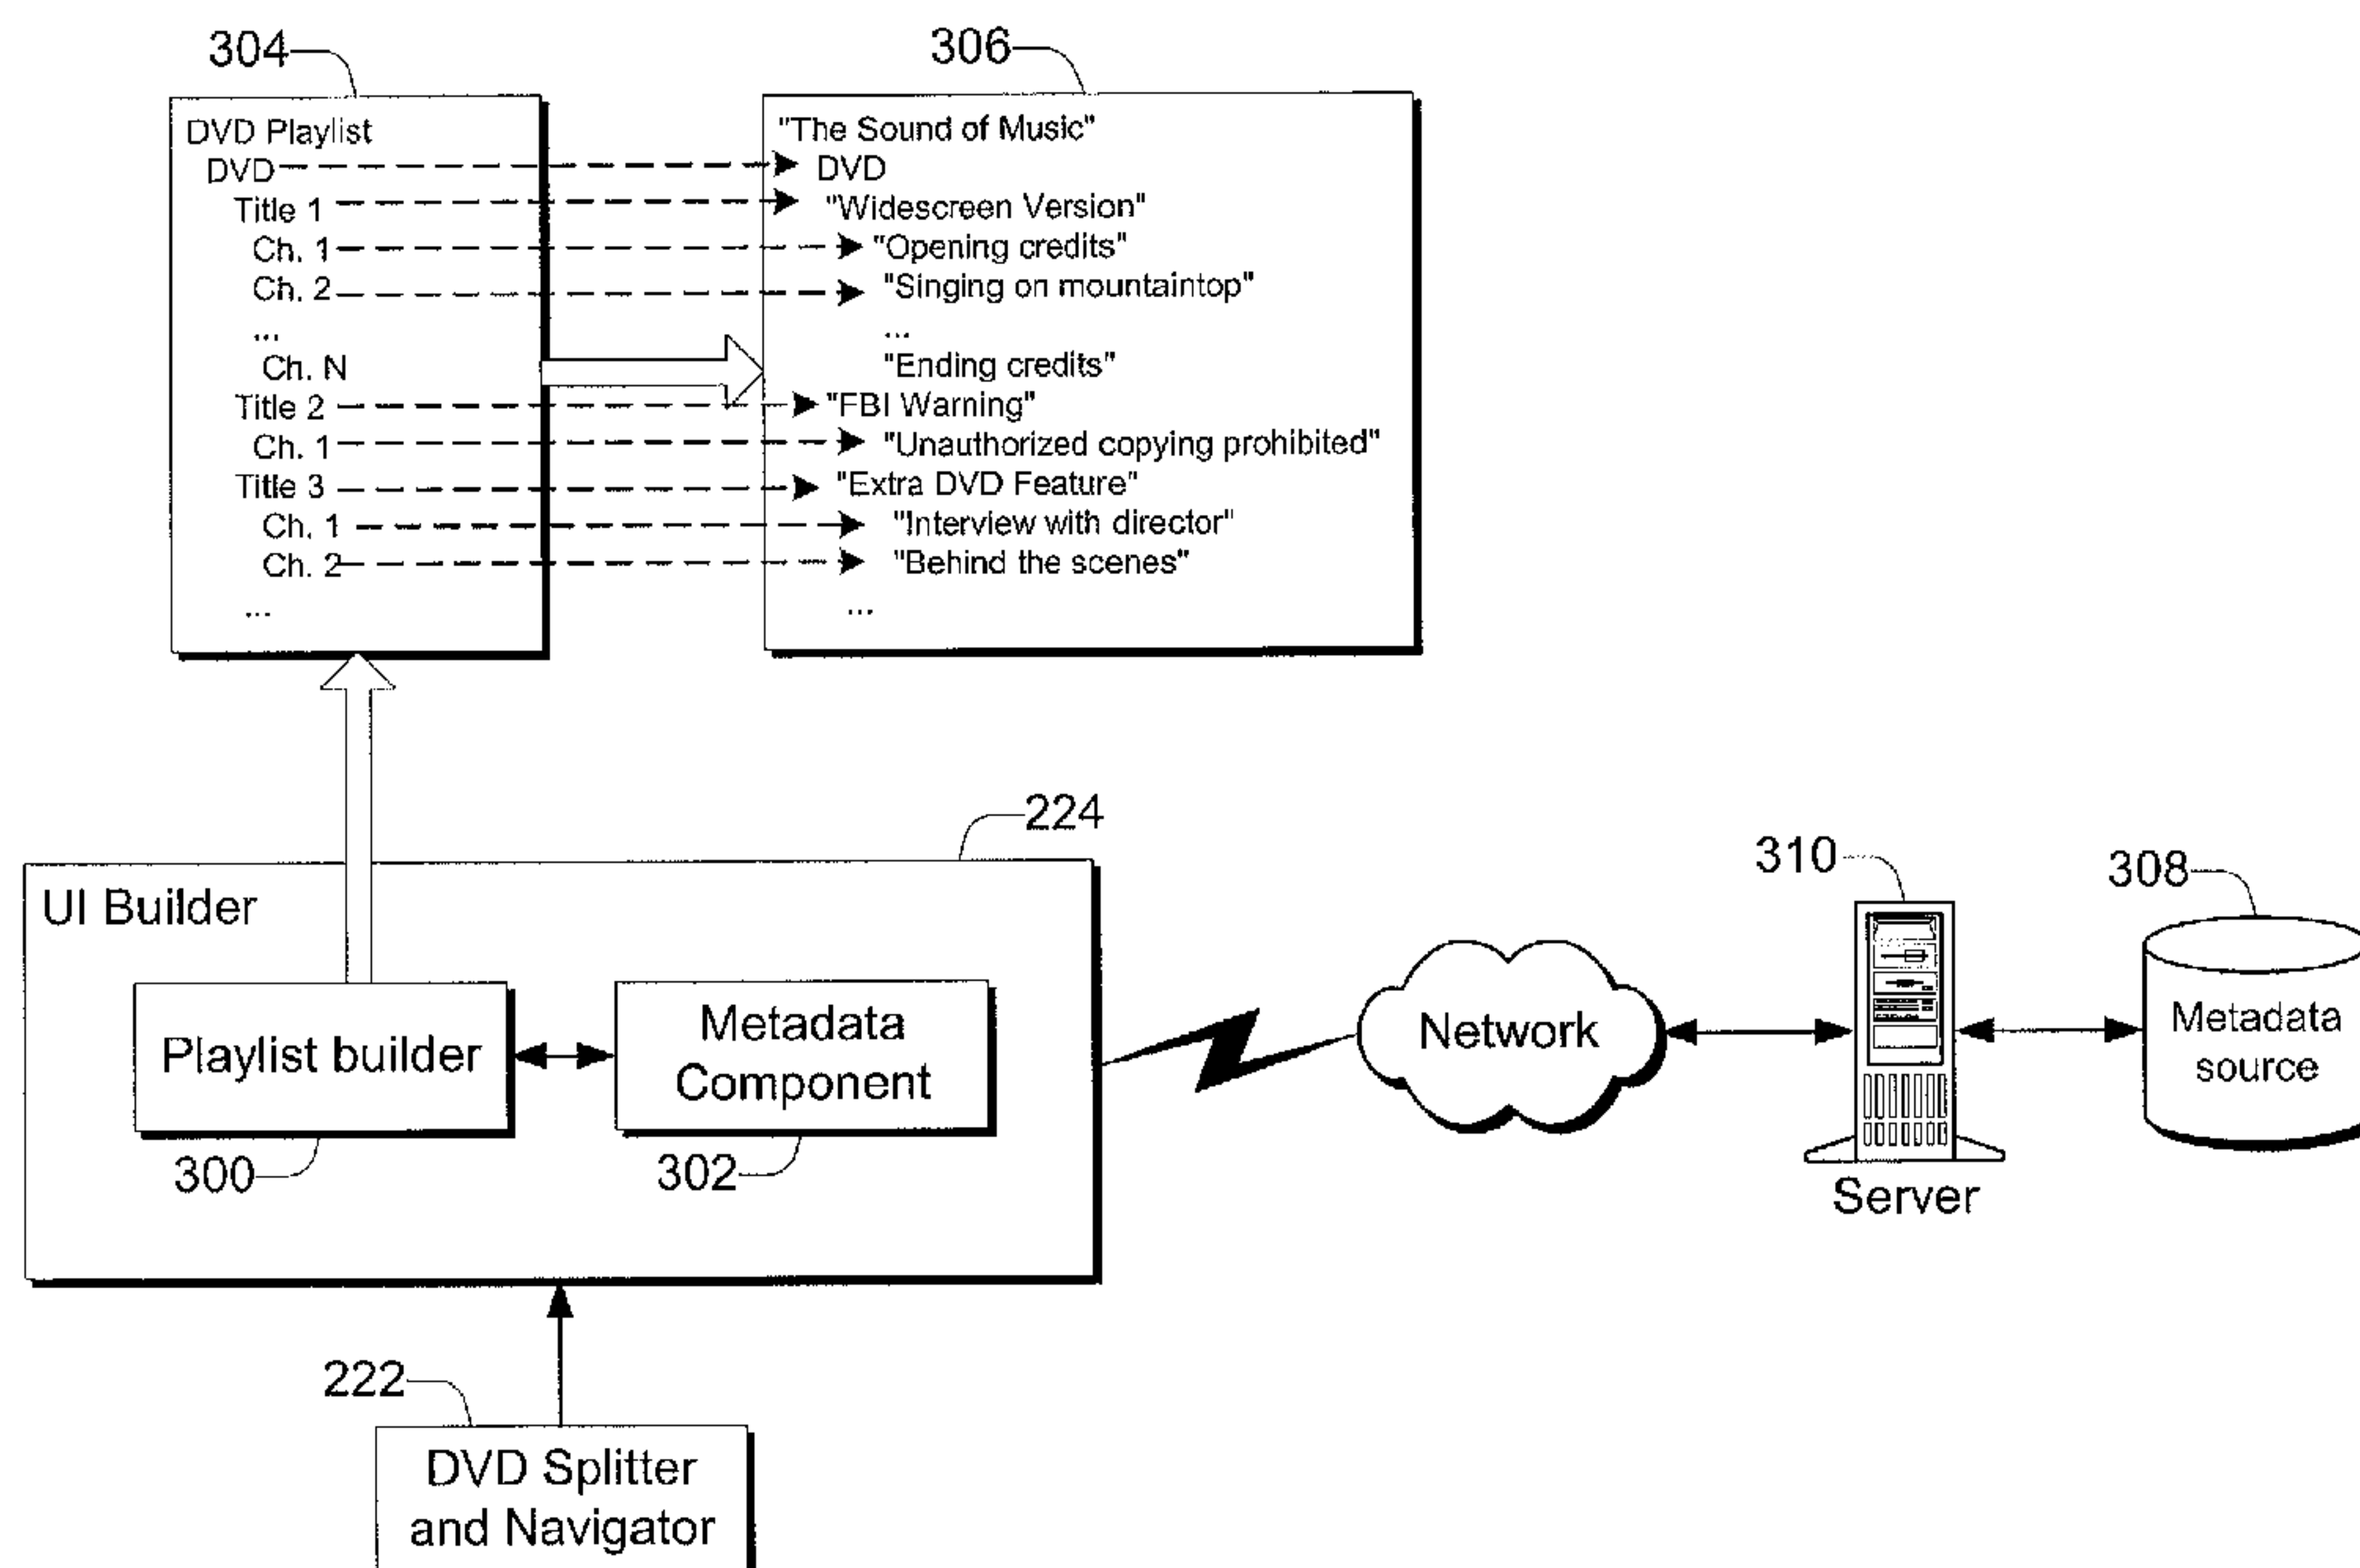 304
306
DVD Playlist
DVD
Title 1
Ch. 1
Ch. 2
...
Ch. N
Title 2
Ch. 1
Title 3
Ch. 1
Ch. 2
...
"The Sound of Music"
DVD
"Widescreen Version"
"Opening credits"
"Singing on mountaintop"
...
"Ending credits"
"FBI Warning"
"Unauthorized copying prohibited"
"Extra DVD Feature"
"Interview with director"
"Behind the scenes"
...
224
UI Builder
Playlist builder
300
Metadata
Component
302
Network
310
Server
308
Metadata
source
222
DVD Splitter
and Navigator